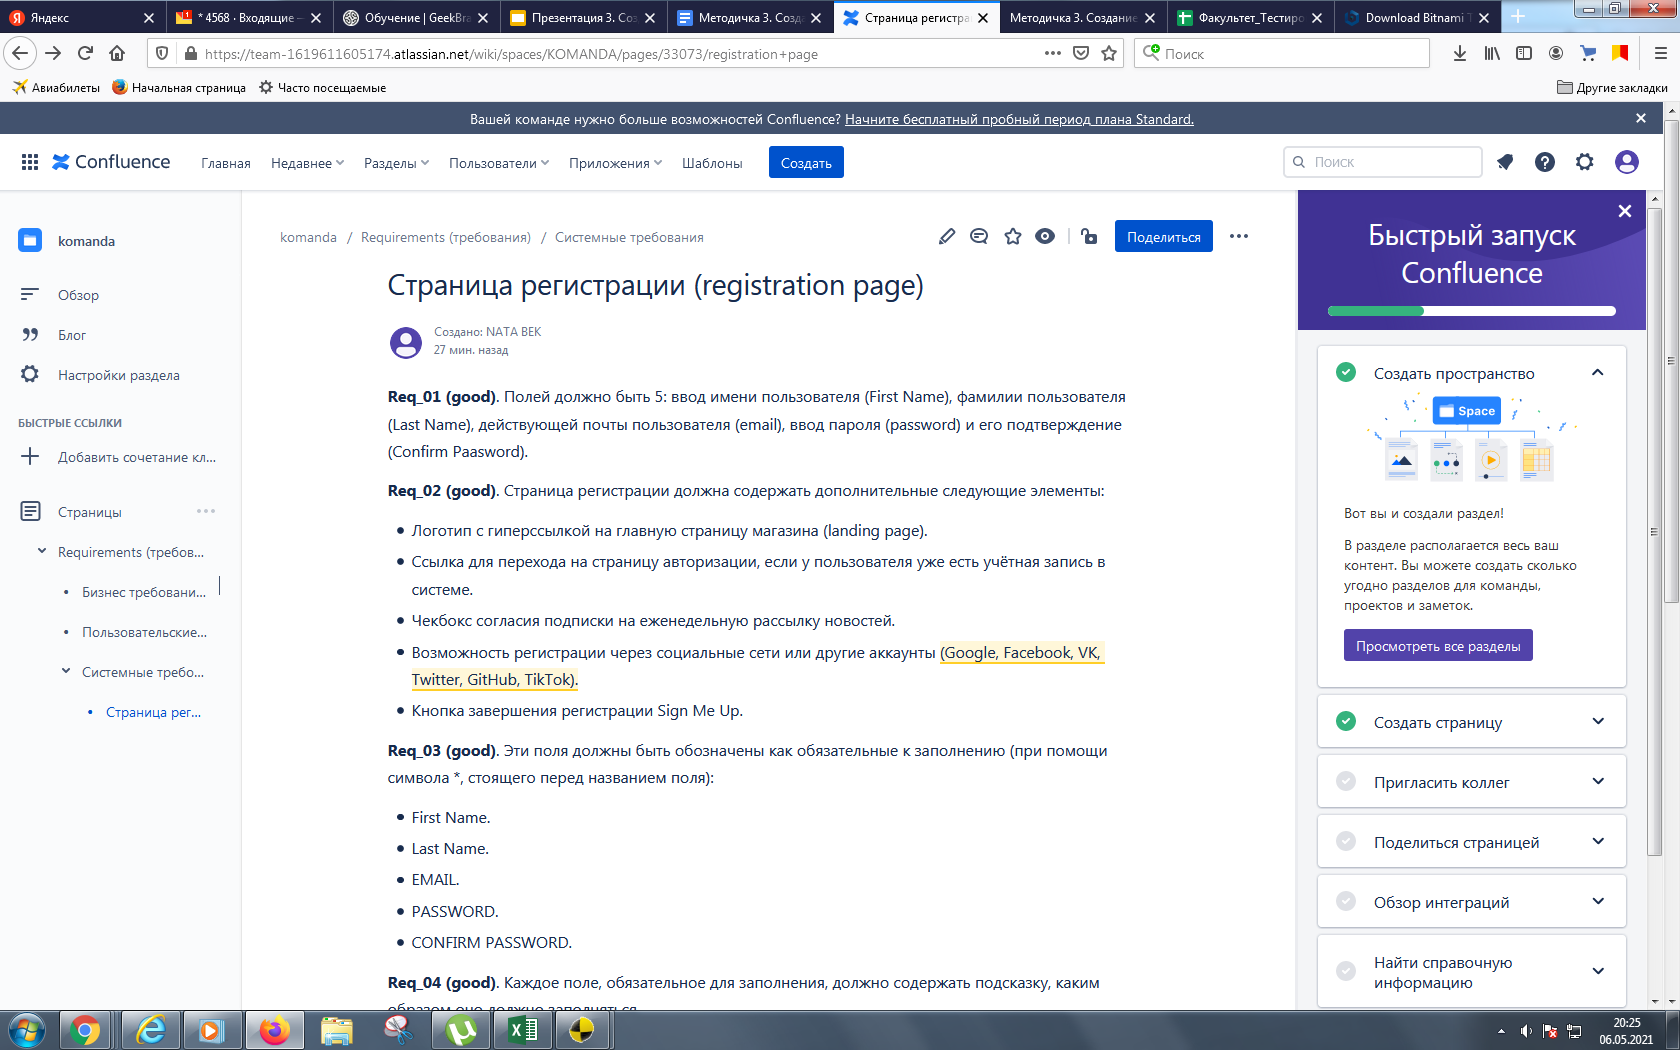 Яндекс
* 4568 · Входящие –
Обучение | GeekBra
Презентация 3. Соз
Методичка 3. Созда
Страница регистра
Методичка 3. Создание
Факультет_Тестиро
Download Bitnami T
https://team-1619611605174.atlassian.net/wiki/spaces/KOMANDA/pages/33073/registration+page
Поиск
Авиабилеты
Начальная страница
Часто посещаемые
Другие закладки
Вашей команде нужно больше возможностей Confluence? Начните бесплатный пробный период плана Standard.
Confluence
Главная
Недавнее
Разделы
Пользователи
Приложения
Шаблоны
Создать
Поиск
komanda
Обзор
Блог
Настройки раздела
БЫСТРЫЕ ССЫЛКИ
Добавить сочетание кл...
Страницы
Requirements (требов...
Бизнес требовани...
Пользовательские...
Системные требо...
Страница рег...
komanda / Requirements (требования) / Системные требования
Поделиться
Страница регистрации (registration page)
Создано: NATA BEK
27 мин. назад
Req_01 (good). Полей должно быть 5: ввод имени пользователя (First Name), фамилии пользователя
(Last Name), действующей почты пользователя (email), ввод пароля (password) и его подтверждение
(Confirm Paasword).
Req_02 (good). Страница регистрации должна содержать дополнительные следующие элементы:
• Логотип с гиперссылкой на главную страницу магазина (landing page).
• Ссылка для перехода на страницу авторизации, если у пользователя уже есть учётная запись в
системе.
• Чекбокс согласия подписки на еженедельную рассылку новостей.
• Возможность регистрации через социальные сети или другие аккаунты (Google, Facebook, VK,
Twitter, GitHub, TikTok).
• Кнопка завершения регистрации Sign Me Up.
Req_03 (good). Эти поля должны быть обозначены как обязательные к заполнению (при помощи
символа *, стоящего перед названием поля):
• First Name.
• Last Name.
• EMAIL.
• PASSWORD.
• CONFIRM PASSWORD.
Req_04 (good). Каждое поле, обязательное для заполнения, должно содержать подсказку, каким
образом оно должно заполняться.
Быстрый запуск
Confluence
Создать пространство
Space
Вот вы и создали раздел!
В разделе располагается весь ваш
контент. Вы можете создать сколько
угодно разделов для команды,
проектов и заметок.
Просмотреть все разделы
Создать страницу
Пригласить коллег
Поделиться страницей
Обзор интеграций
Найти справочную
информацию
20:25
06.05.2021